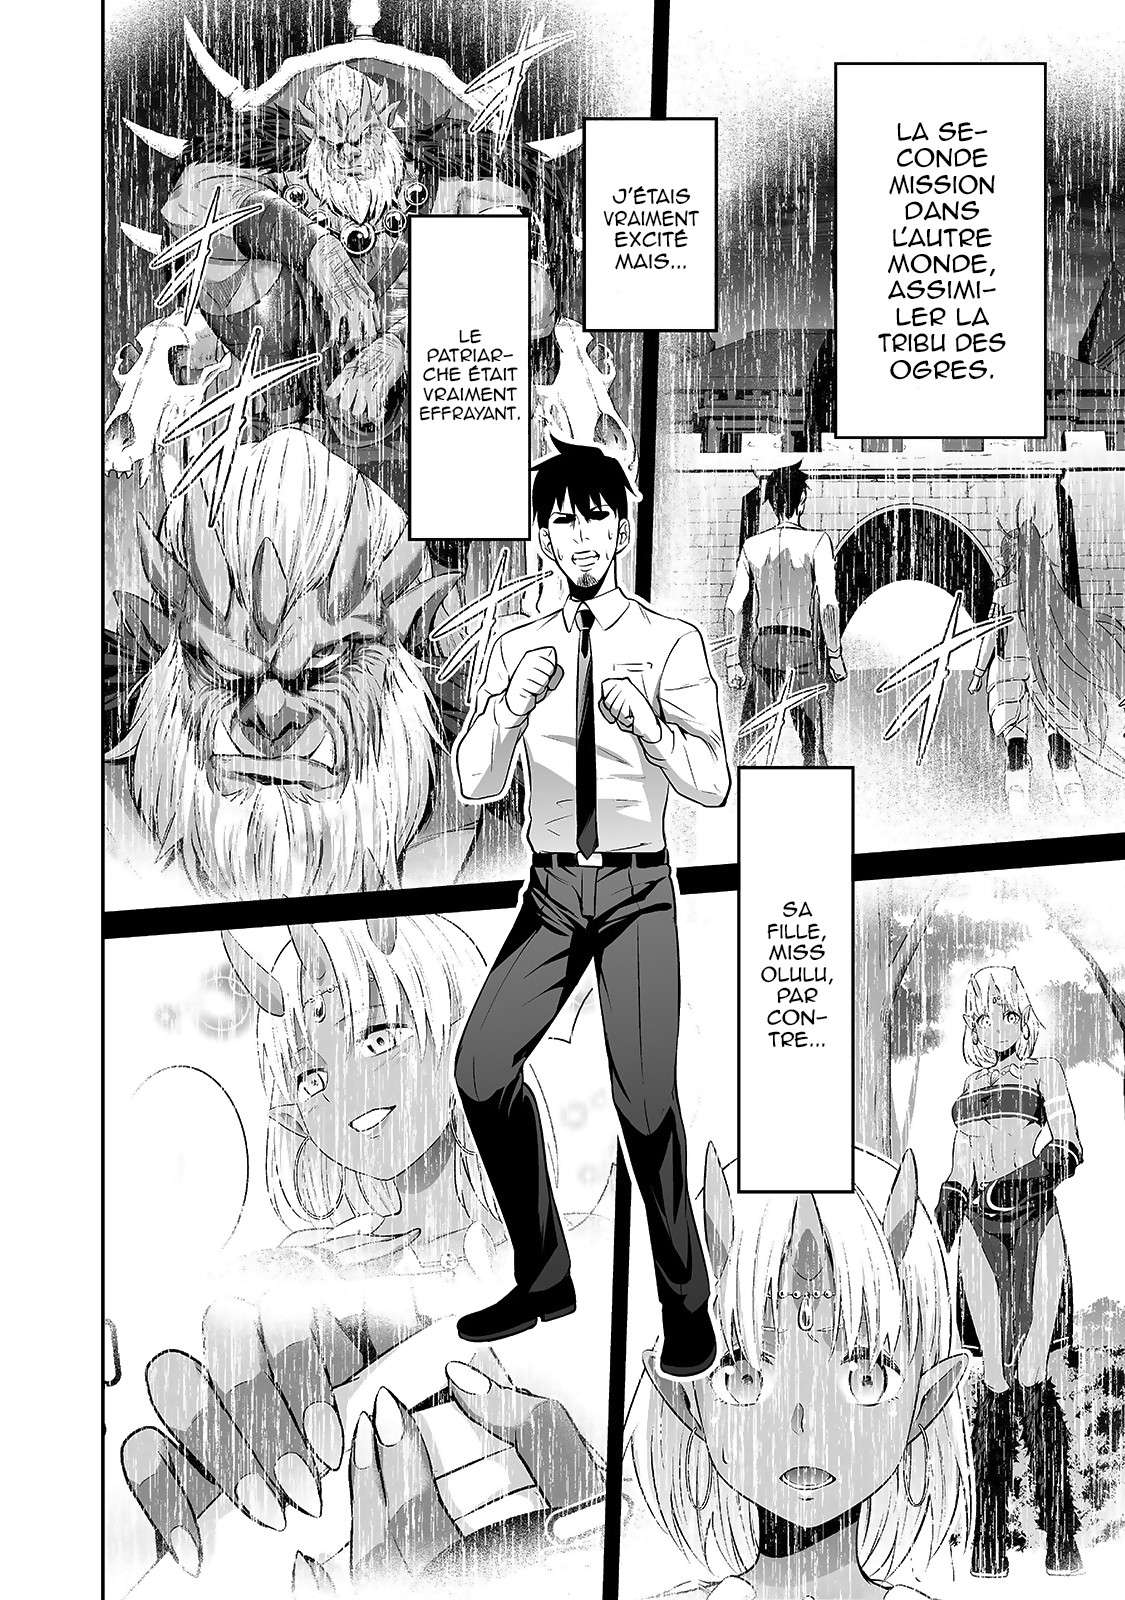 LA SE-
CONDE
MISSION
DANS
L'AUTRE
MONDE,
ASSIMI-
LER LA
TRIBU DES
OGRES.
J'ÉTAIS
VRAIMENT
EXCITÉ
MAIS...
LE
PATRIAR-
CHE ÉTAIT
VRAIMENT
EFFRAYANT.
SA
FILLE,
MISS
OLULU,
PAR
CON-
TRE...